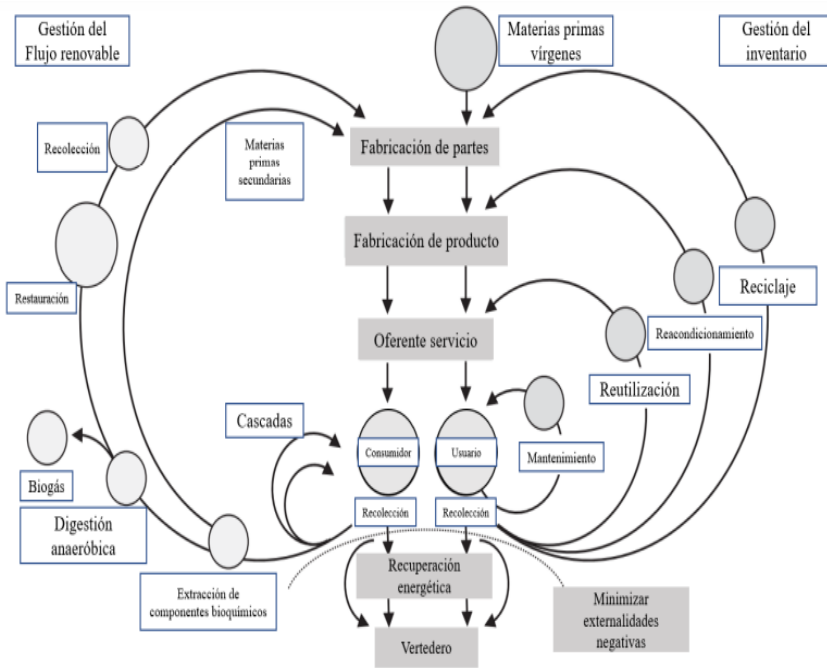 Gestión del
Flujo renovable
Materias primas
vírgenes
Gestión del
inventario
Recolección
Materias
primas
secundarias
Fabricación de partes
Fabricación de producto
Restauración
Reciclaje
Reacondicionamiento
Oferente servicio
Reutilización
Cascadas
Consumidor
Usuario
Mantenimiento
Biogás
Recolección
Recolección
Digestión
anaeróbica
Recuperación
energética
Extracción de
componentes bioquímicos
Minimizar
externalidades
negativas
Vertedero